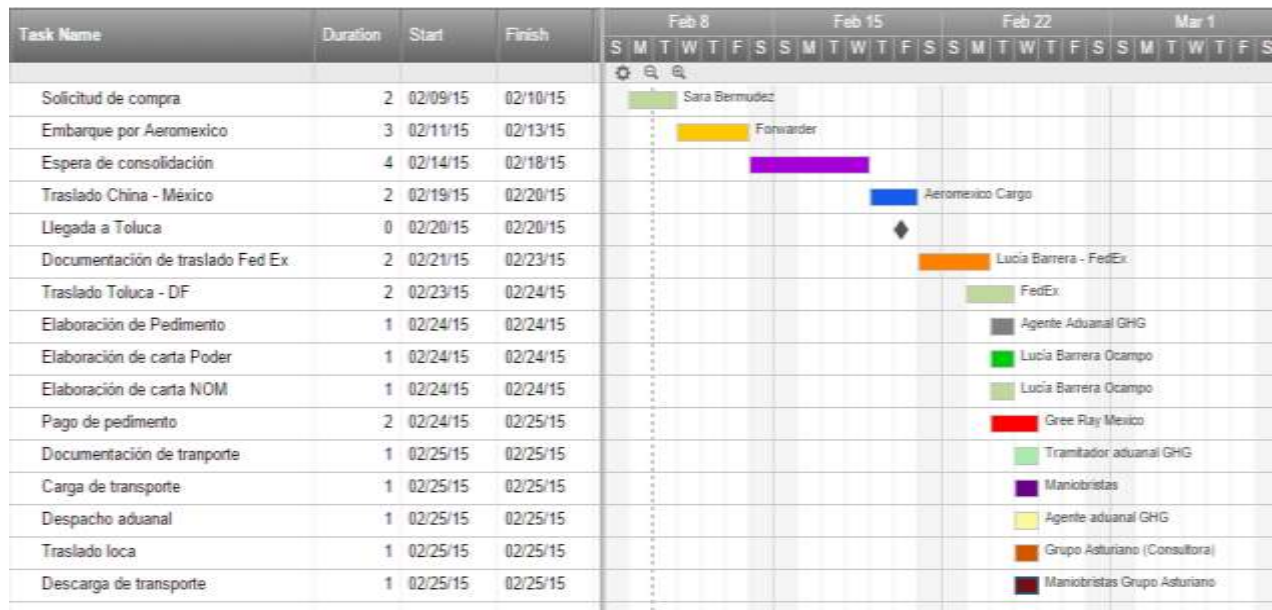 Feb 8 Feb 15 Feb 22 Mar 1
Task Name Duration Start Finish
S M T W T F S S M T W T F S S M T W T F S S M T W T F S
Solicitud de compra 2 02/09/15 02/10/15 Sara Bermudez
Embarque por Aeromexico 3 02/11/15 02/13/15 Forwarder
Espera de consolidación 4 02/14/15 02/18/15
Traslado China - México 2 02/19/15 02/20/15 Aeromexico Cargo
Llegada a Toluca 0 02/20/15 02/20/15
Documentación de traslado Fed Ex 2 02/21/15 02/23/15 Lucía Barrera - FedEx
Traslado Toluca - DF 2 02/23/15 02/24/15 FedEx
Elaboración de Pedimento 1 02/24/15 02/24/15 Agente Aduanal GHG
Elaboración de carta Poder 1 02/24/15 02/24/15 Lucía Barrera Ocampo
Elaboración de carta NOM 1 02/24/15 02/24/15 Lucía Barrera Ocampo
Pago de pedimento 2 02/24/15 02/25/15 Gree Ray Mexico
Documentación de tranporte 1 02/25/15 02/25/15 Tramitador aduanal GHG
Carga de transporte 1 02/25/15 02/25/15 Maniobristas
Despacho aduanal 1 02/25/15 02/25/15 Agente aduanal GHG
Traslado loca 1 02/25/15 02/25/15 Grupo Asturiano (Consultora)
Descarga de transporte 1 02/25/15 02/25/15 Maniobristas Grupo Asturiano